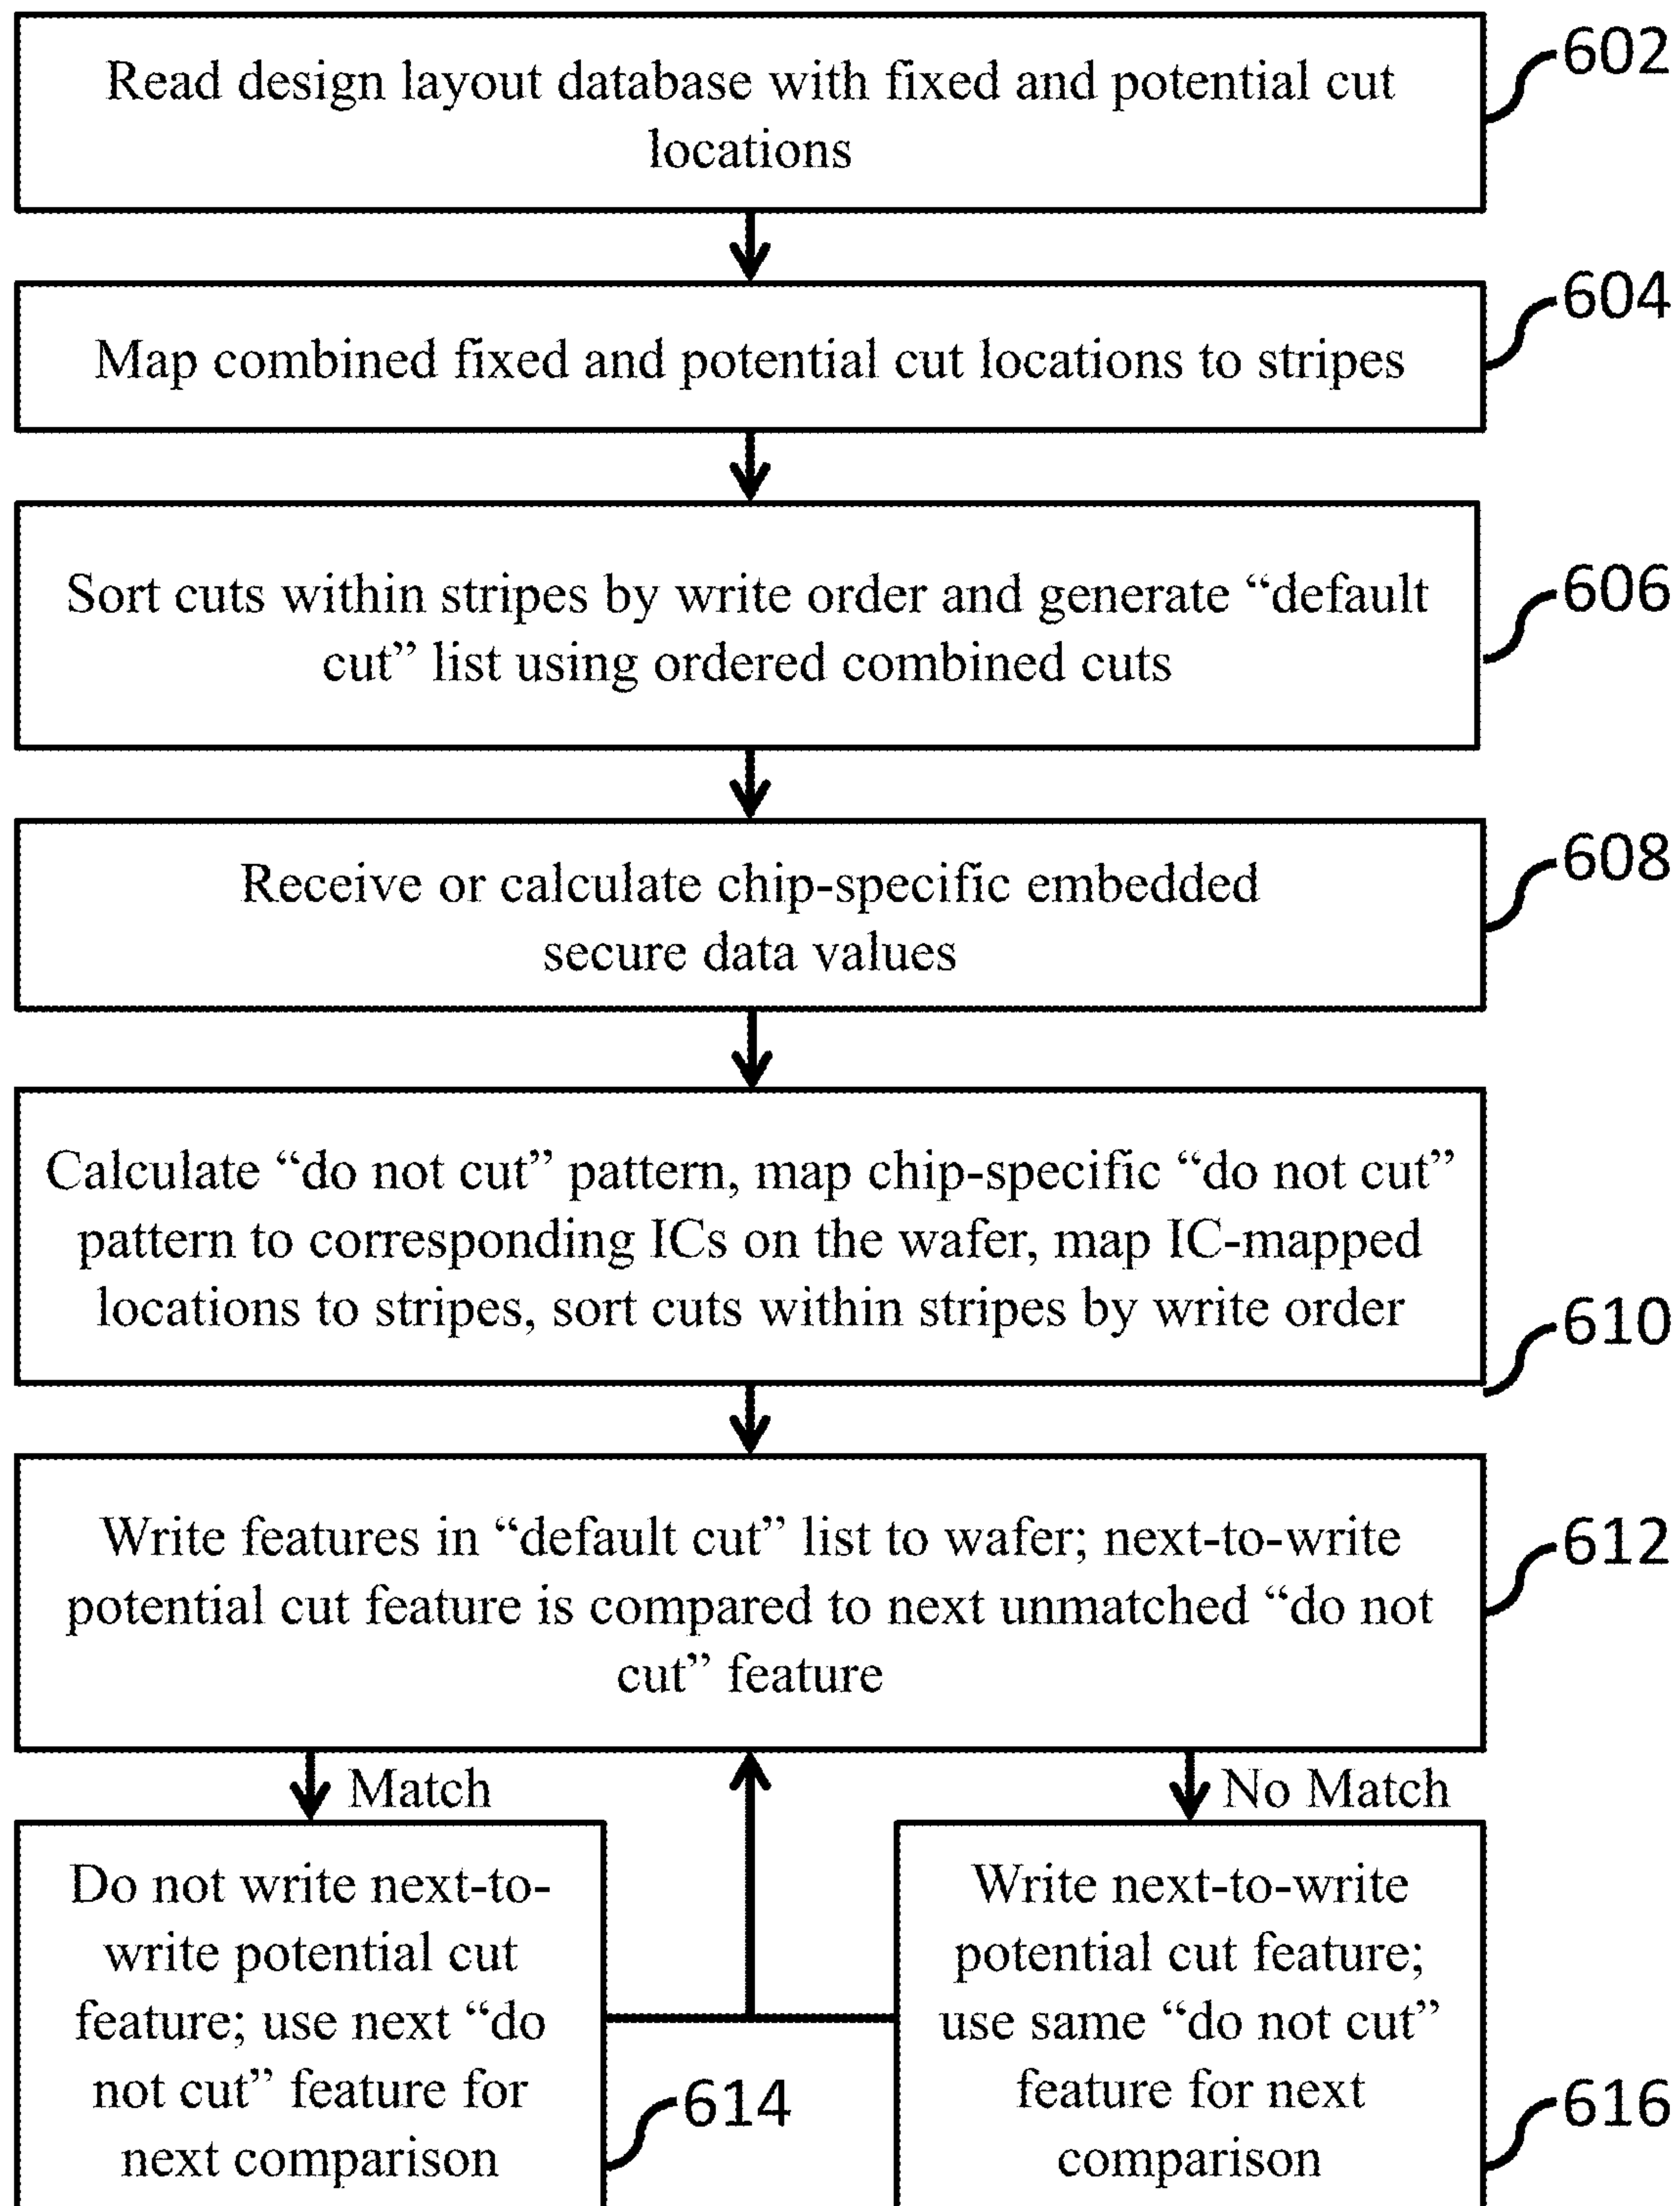 Read design layout database with fixed and potential cut
locations
602
Map combined fixed and potential cut locations to stripes
604
Sort cuts within stripes by write order and generate “default
cut” list using ordered combined cuts
606
Receive or calculate chip-specific embedded
secure data values
608
Calculate “do not cut” pattern, map chip-specific “do not cut”
pattern to corresponding ICs on the wafer, map IC-mapped
locations to stripes, sort cuts within stripes by write order
610
Write features in “default cut” list to wafer; next-to-write
potential cut feature is compared to next unmatched “do not
cut” feature
612
Match
No Match
Do not write next-to-
write potential cut
feature; use next “do
not cut” feature for
next comparison
614
Write next-to-write
potential cut feature;
use same “do not cut”
feature for next
comparison
616